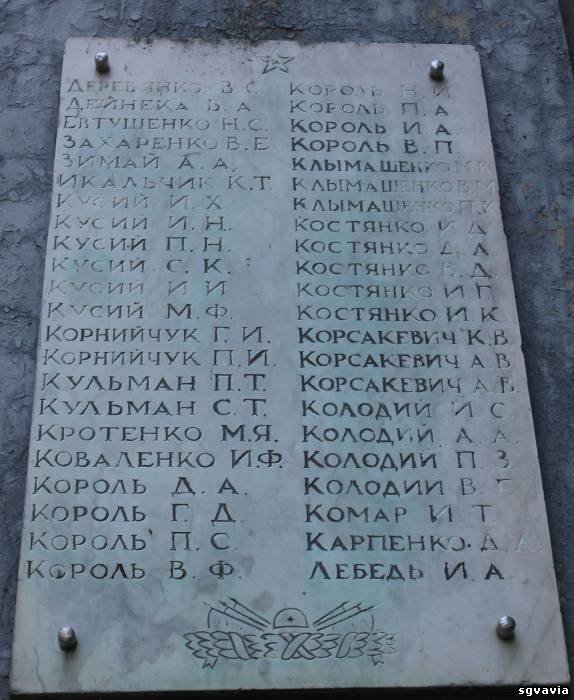 ДЕРЕВЯНКО В.С.
ДЕЙНЕКА Б.А.
ЕВТУШЕНКО Н.С.
ЗАХАРЕНКО В.Е.
ЗИМАЙ А.А.
ИКАЛЬЧИК К.Т.
КУСИЙ И.Х.
КУСИЙ И.Н.
КУСИЙ П.Н.
КУСИЙ С.К.
КУСИЙ И.И.
КУСИЙ М.Ф.
КОРНИЙЧУК Г.И.
КОРНИЙЧУК П.И.
КУЛЬМАН П.Т.
КУЛЬМАН С.Т.
КРОТЕНКО М.Я.
КОВАЛЕНКО И.Ф.
КОРОЛЬ Д.А.
КОРОЛЬ Г.Д.
КОРОЛЬ П.С.
КОРОЛЬ В.Ф.
КОРОЛЬ Н.И.
КОРОЛЬ П.А.
КОРОЛЬ И.А.
КОРОЛЬ В.П.
КЛЫМАШЕНКО М.К.
КЛЫМАШЕНКО В.М.
КЛЫМАШЕНКО П.К.
КОСТЯНКО И.Д.
КОСТЯНКО Д.А.
КОСТЯНКО В.Д.
КОСТЯНКО И.Г.
КОСТЯНКО И.К.
КОРСАКЕВИЧ К.В.
КОРСАКЕВИЧ А.В.
КОРСАКЕВИЧ А.В.
КОЛОДИЙ И.С.
КОЛОДИЙ А.А.
КОЛОДИЙ П.З.
КОЛОДИЙ
КОМАР И.Т.
КАРПЕНКО Д.А.
ЛЕБЕДЬ И.А.
sgvavia